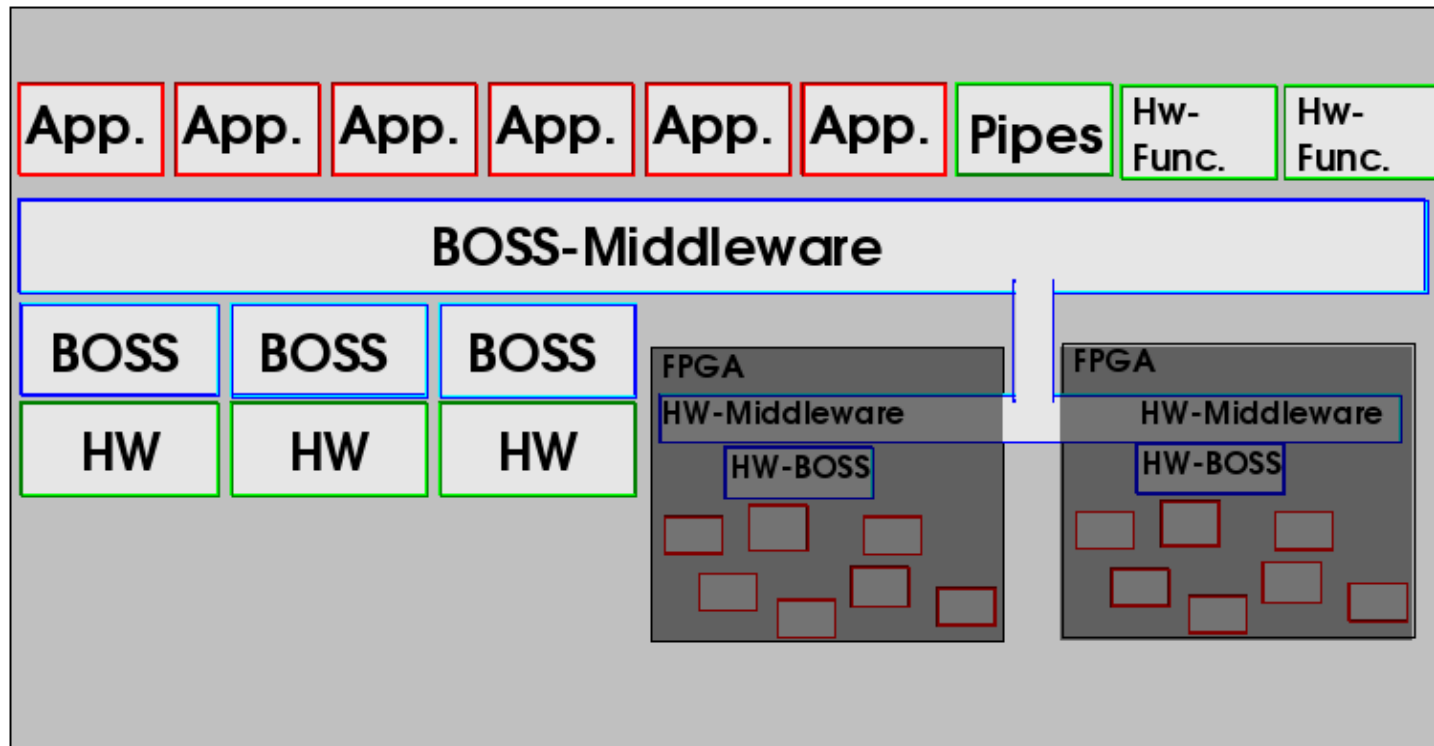 App. App. App. App. App. App. Pipes Hw- Hw-
Func. Func.
BOSS-Middleware
BOSS BOSS BOSS
FPGA FPGA
HW-Middleware HW-Middleware
HW HW HW
HW-BOSS HW-BOSS